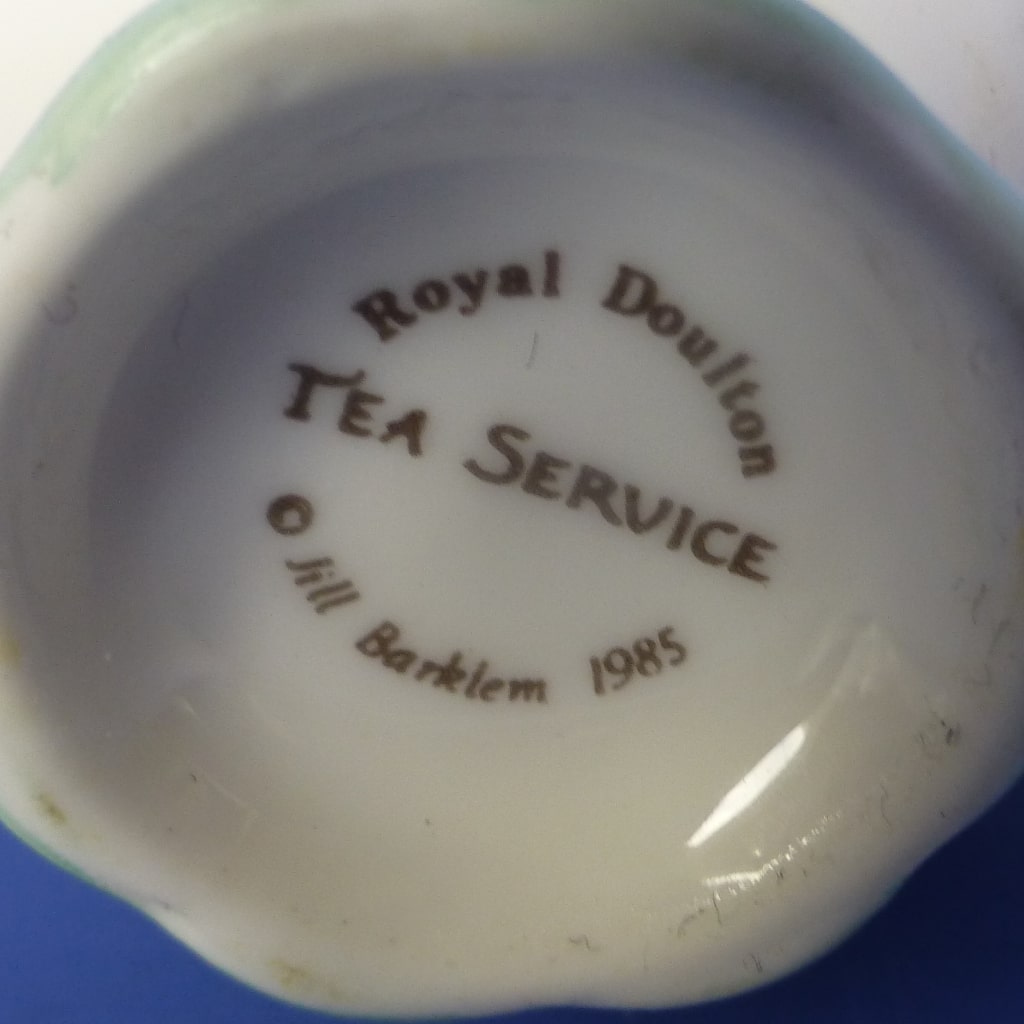 Royal Doulton
TEA SERVICE
© Jill Barklem 1985